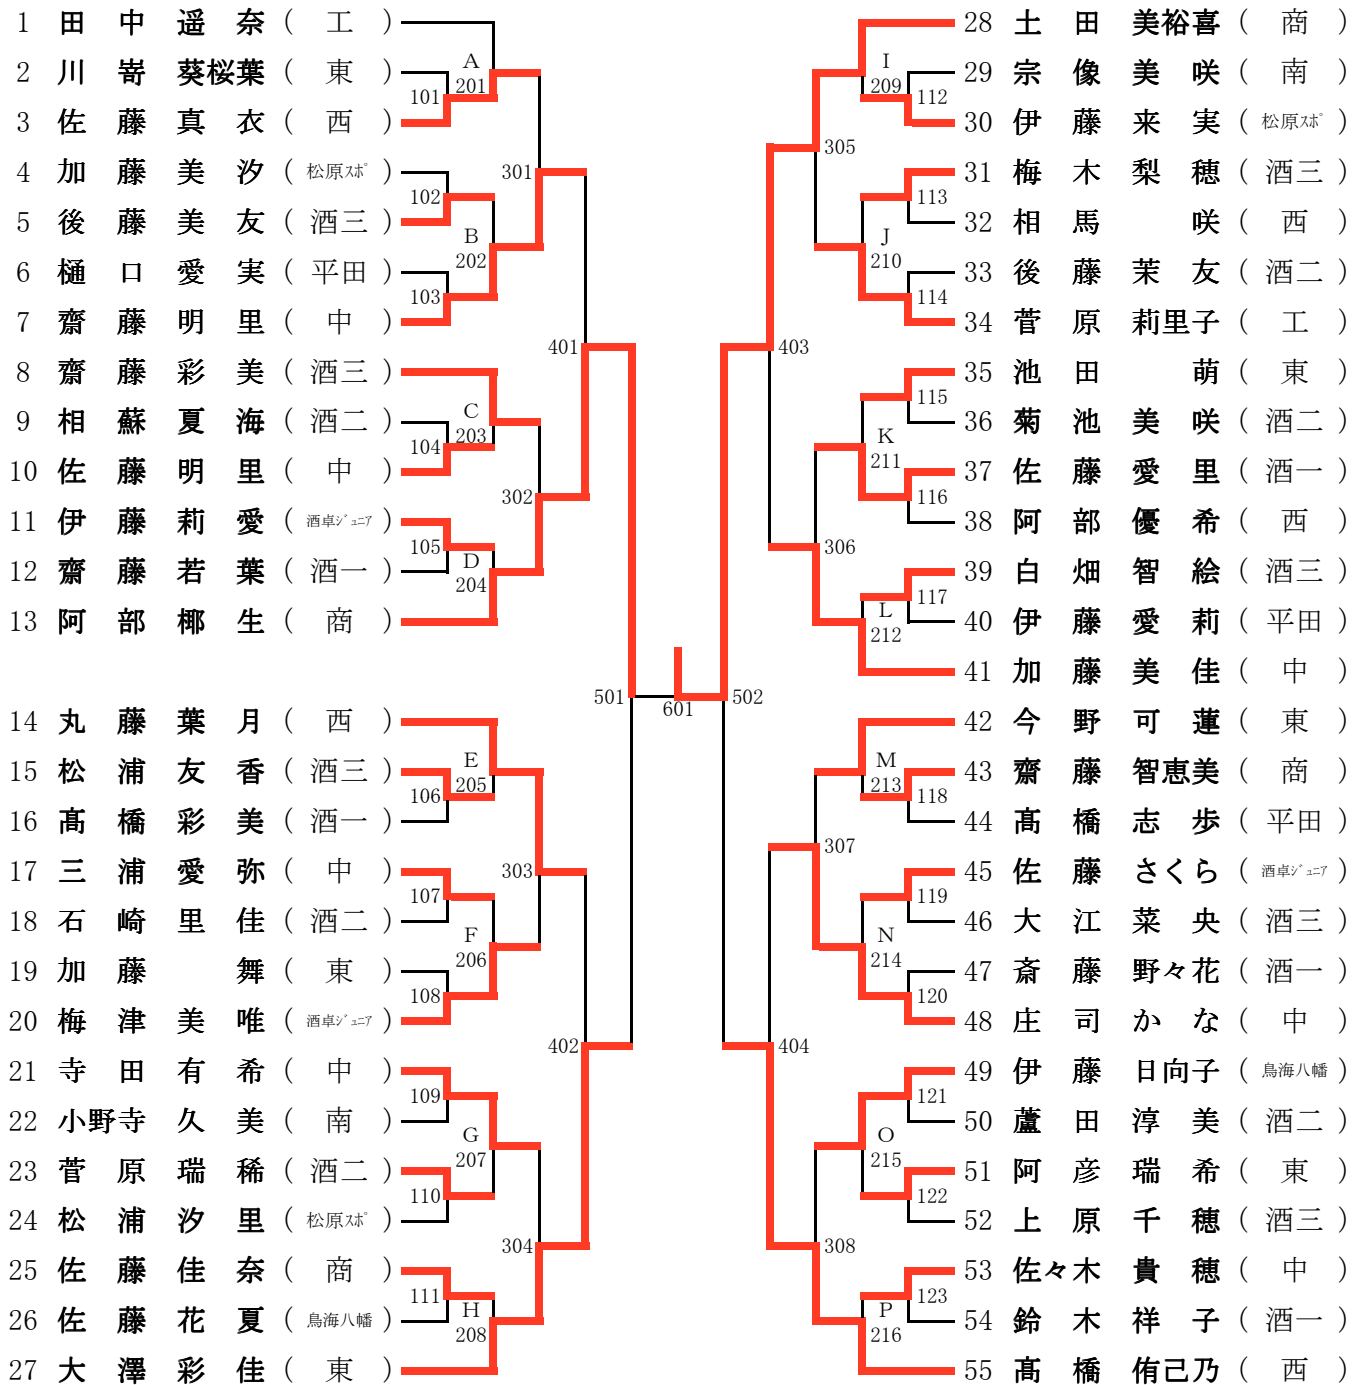 1 田中遥奈（ 工 ）
2 川嵜葵桜葉（ 東 ）
3 佐藤真衣（ 西 ）
4 加藤美汐（ 松原ｽﾎﾟ ）
5 後藤美友（ 酒三 ）
6 樋口愛実（ 平田 ）
7 齋藤明里（ 中 ）
8 齋藤彩美（ 酒三 ）
9 相蘇夏海（ 酒二 ）
10 佐藤明里（ 中 ）
11 伊藤莉愛（ 酒卓ｼﾞｭﾆｱ ）
12 齋藤若葉（ 酒一 ）
13 阿部椰生（ 商 ）
14 丸藤葉月（ 西 ）
15 松浦友香（ 酒三 ）
16 髙橋彩美（ 酒一 ）
17 三浦愛弥（ 中 ）
18 石崎里佳（ 酒二 ）
19 加藤舞（ 東 ）
20 梅津美唯（ 酒卓ｼﾞｭﾆｱ ）
21 寺田有希（ 中 ）
22 小野寺久美（ 南 ）
23 菅原瑞稀（ 酒二 ）
24 松浦汐里（ 松原ｽﾎﾟ ）
25 佐藤佳奈（ 商 ）
26 佐藤花夏（ 鳥海八幡 ）
27 大澤彩佳（ 東 ）
101
102
103
104
105
106
107
108
109
110
111
A
201
B
202
C
203
D
204
E
205
F
206
G
207
H
208
301
302
303
304
401
402
501
601
502
403
404
305
306
307
308
I
209
J
210
K
211
L
212
M
213
N
214
O
215
P
216
112
113
114
115
116
117
118
119
120
121
122
123
28 土田美裕喜（ 商 ）
29 宗像美咲（ 南 ）
30 伊藤来実（ 松原ｽﾎﾟ ）
31 梅木梨穂（ 酒三 ）
32 相馬咲（ 西 ）
33 後藤茉友（ 酒二 ）
34 菅原莉里子（ 工 ）
35 池田萌（ 東 ）
36 菊池美咲（ 酒二 ）
37 佐藤愛里（ 酒一 ）
38 阿部優希（ 西 ）
39 白畑智絵（ 酒三 ）
40 伊藤愛莉（ 平田 ）
41 加藤美佳（ 中 ）
42 今野可蓮（ 東 ）
43 齋藤智恵美（ 商 ）
44 髙橋志歩（ 平田 ）
45 佐藤さくら（ 酒卓ｼﾞｭﾆｱ ）
46 大江菜央（ 酒三 ）
47 斎藤野々花（ 酒一 ）
48 庄司かな（ 中 ）
49 伊藤日向子（ 鳥海八幡 ）
50 蘆田淳美（ 酒二 ）
51 阿彦瑞希（ 東 ）
52 上原千穂（ 酒三 ）
53 佐々木貴穂（ 中 ）
54 鈴木祥子（ 酒一 ）
55 髙橋侑己乃（ 西 ）